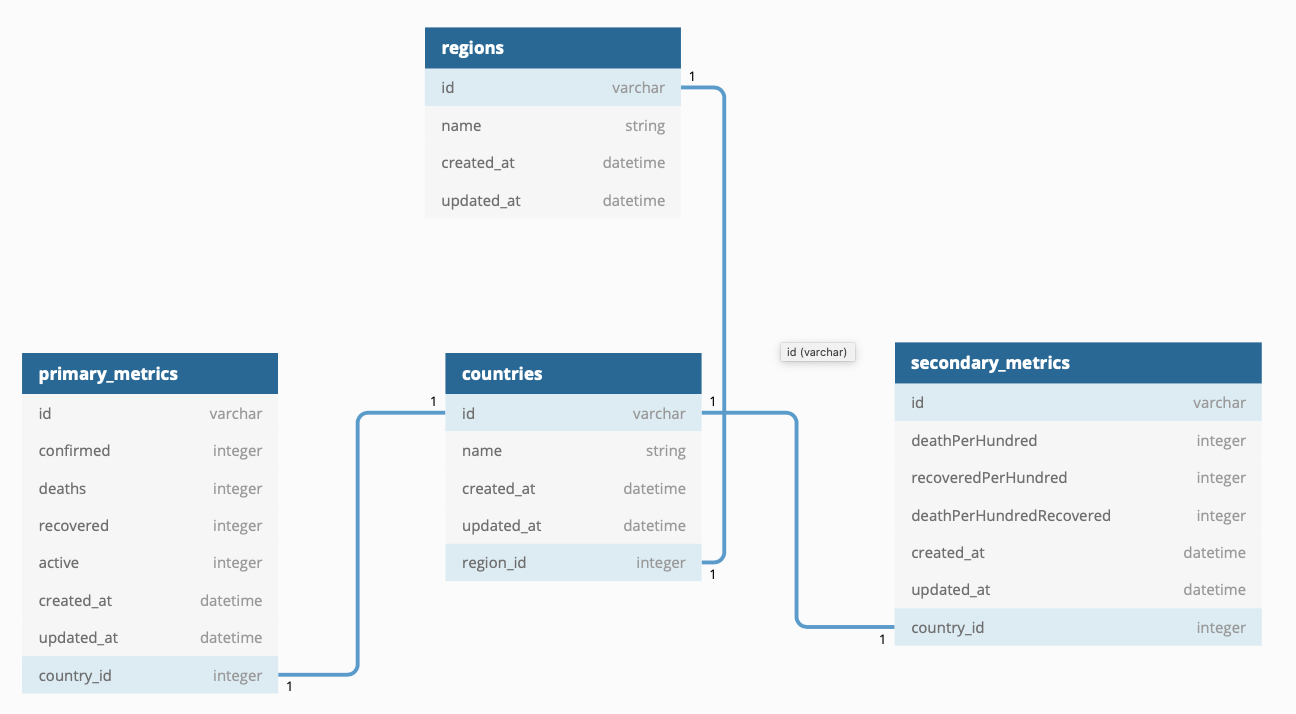 regions
id varchar
name string
created_at datetime
updated_at datetime
1
primary_metrics
id varchar
confirmed integer
deaths integer
recovered integer
active integer
created_at datetime
updated_at datetime
country_id integer
1
1
countries
id varchar
name string
created_at datetime
updated_at datetime
region_id integer
1
1
id (varchar)
secondary_metrics
id varchar
deathPerHundred integer
recoveredPerHundred integer
deathPerHundredRecovered integer
created_at datetime
updated_at datetime
country_id integer
1